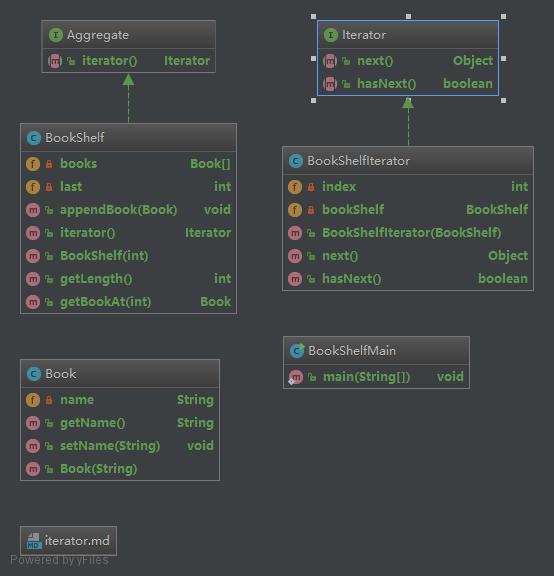 Aggregate
iterator() Iterator
Iterator
next() Object
hasNext() boolean
BookShelf
books Book[]
last int
appendBook(Book) void
iterator() Iterator
BookShelf(int)
getLength() int
getBookAt(int) Book
BookShelfIterator
index int
bookShelf BookShelf
BookShelfIterator(BookShelf)
next() Object
hasNext() boolean
BookShelfMain
main(String[]) void
Book
name String
getName() String
setName(String) void
Book(String)
MD iterator.md
Powered by yFiles